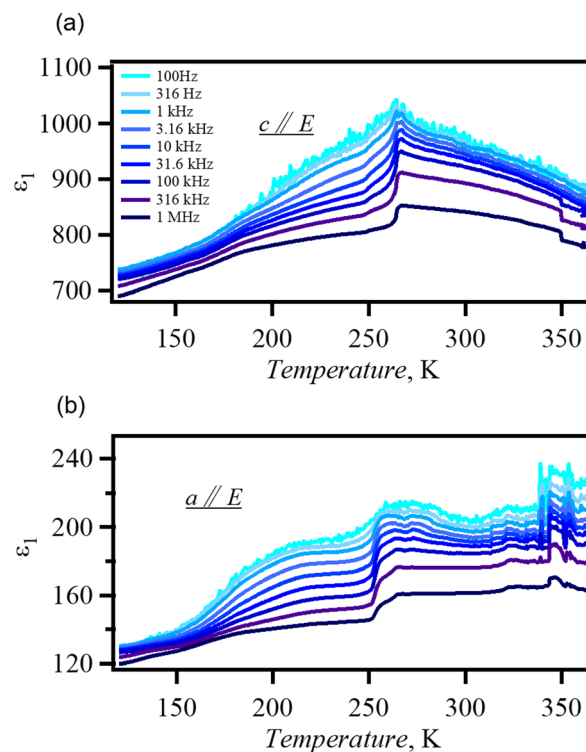 (a)
1100
1000
900
800
700
ε₁
100Hz
316 Hz
1 kHz
3.16 kHz
10 kHz
31.6 kHz
100 kHz
316 kHz
1 MHz
c // E
150 200 250 300 350
Temperature, K
(b)
240
200
160
120
ε₁
a // E
150 200 250 300 350
Temperature, K